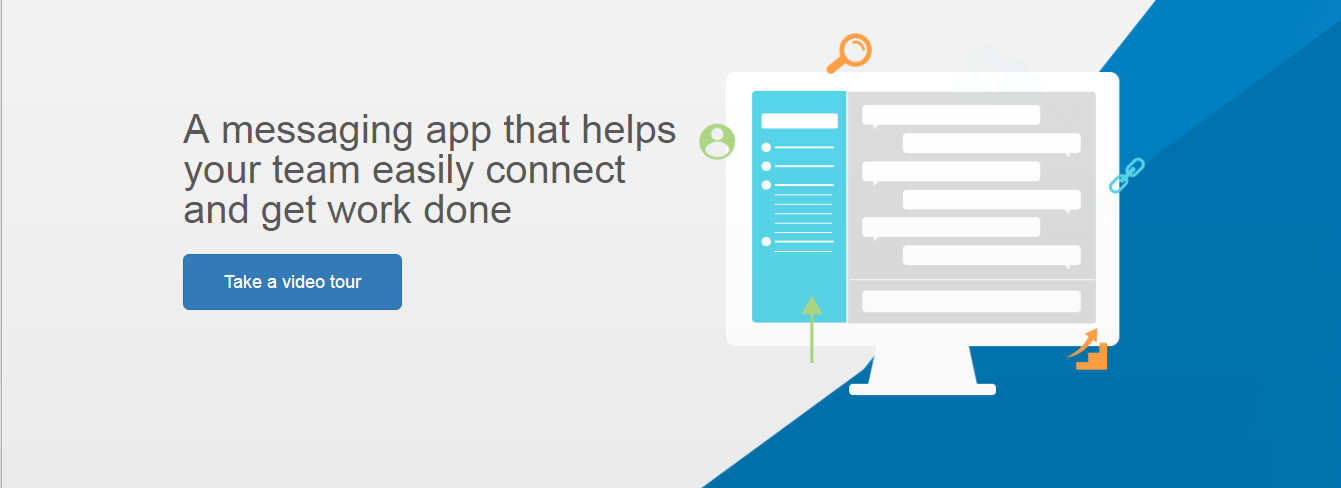 A messaging app that helps
your team easily connect
and get work done
Take a video tour